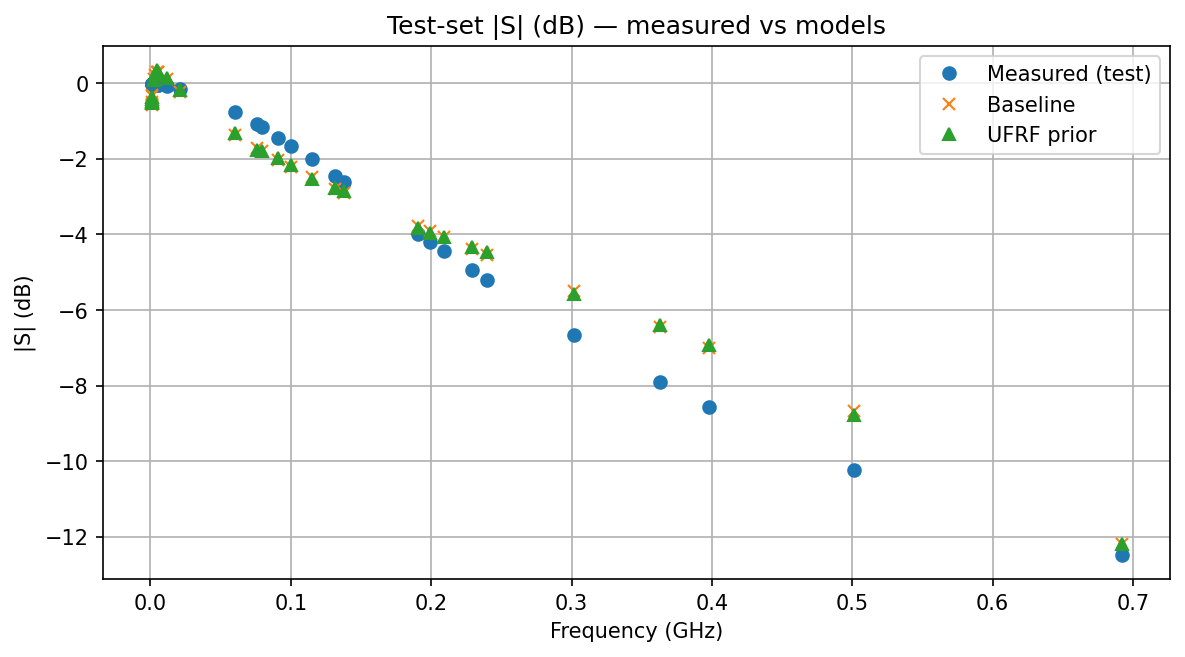 Test-set |S| (dB) — measured vs models
Measured (test)
Baseline
UFRF prior
|S| (dB)
0
−2
−4
−6
−8
−10
−12
0.0 0.1 0.2 0.3 0.4 0.5 0.6 0.7
Frequency (GHz)